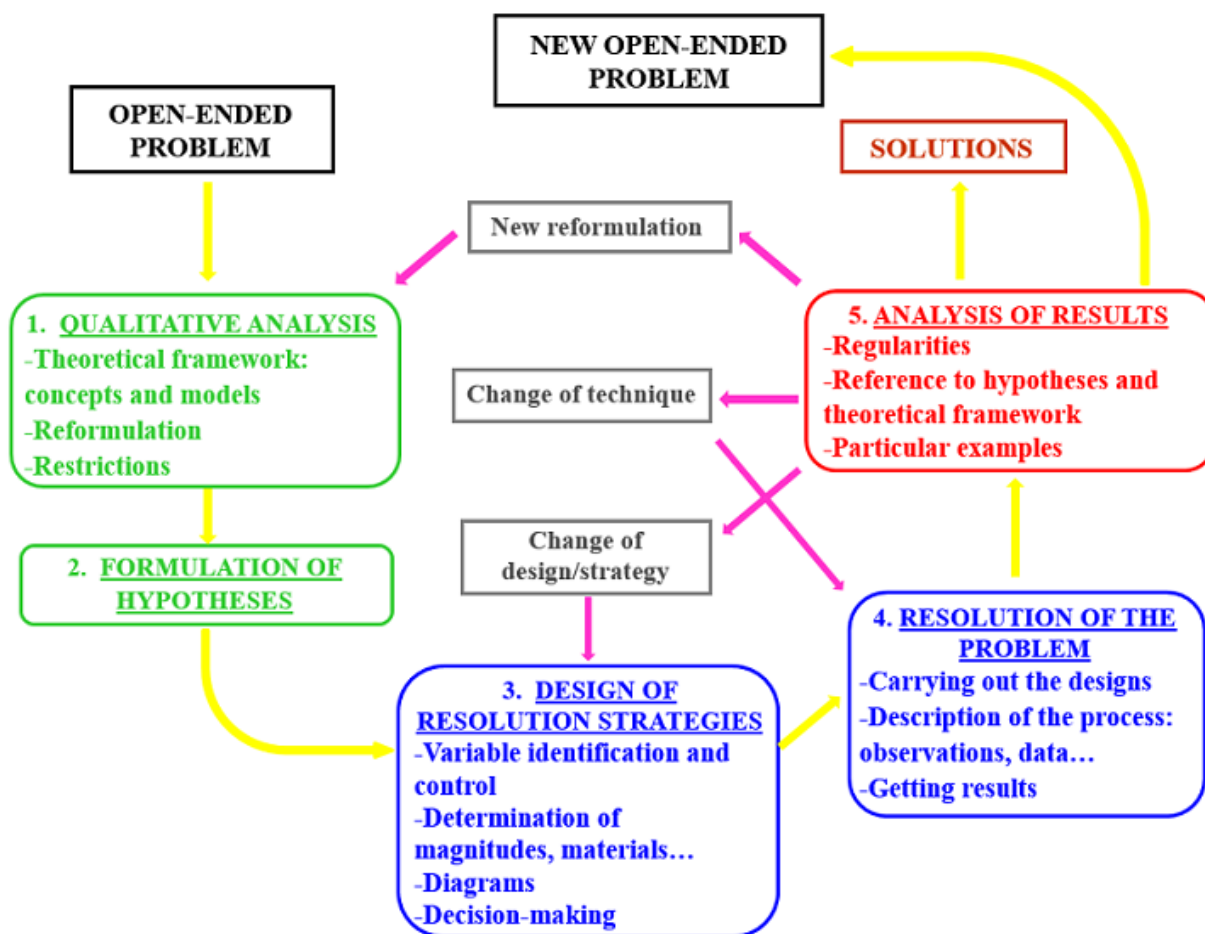 OPEN-ENDED
PROBLEM
NEW OPEN-ENDED
PROBLEM
SOLUTIONS
New reformulation
1. QUALITATIVE ANALYSIS
-Theoretical framework:
concepts and models
-Reformulation
-Restrictions
5. ANALYSIS OF RESULTS
-Regularities
-Reference to hypotheses and
theoretical framework
-Particular examples
Change of technique
Change of
design/strategy
2. FORMULATION OF
HYPOTHESES
3. DESIGN OF
RESOLUTION STRATEGIES
-Variable identification and
control
-Determination of
magnitudes, materials…
-Diagrams
-Decision-making
4. RESOLUTION OF THE
PROBLEM
-Carrying out the designs
-Description of the process:
observations, data…
-Getting results